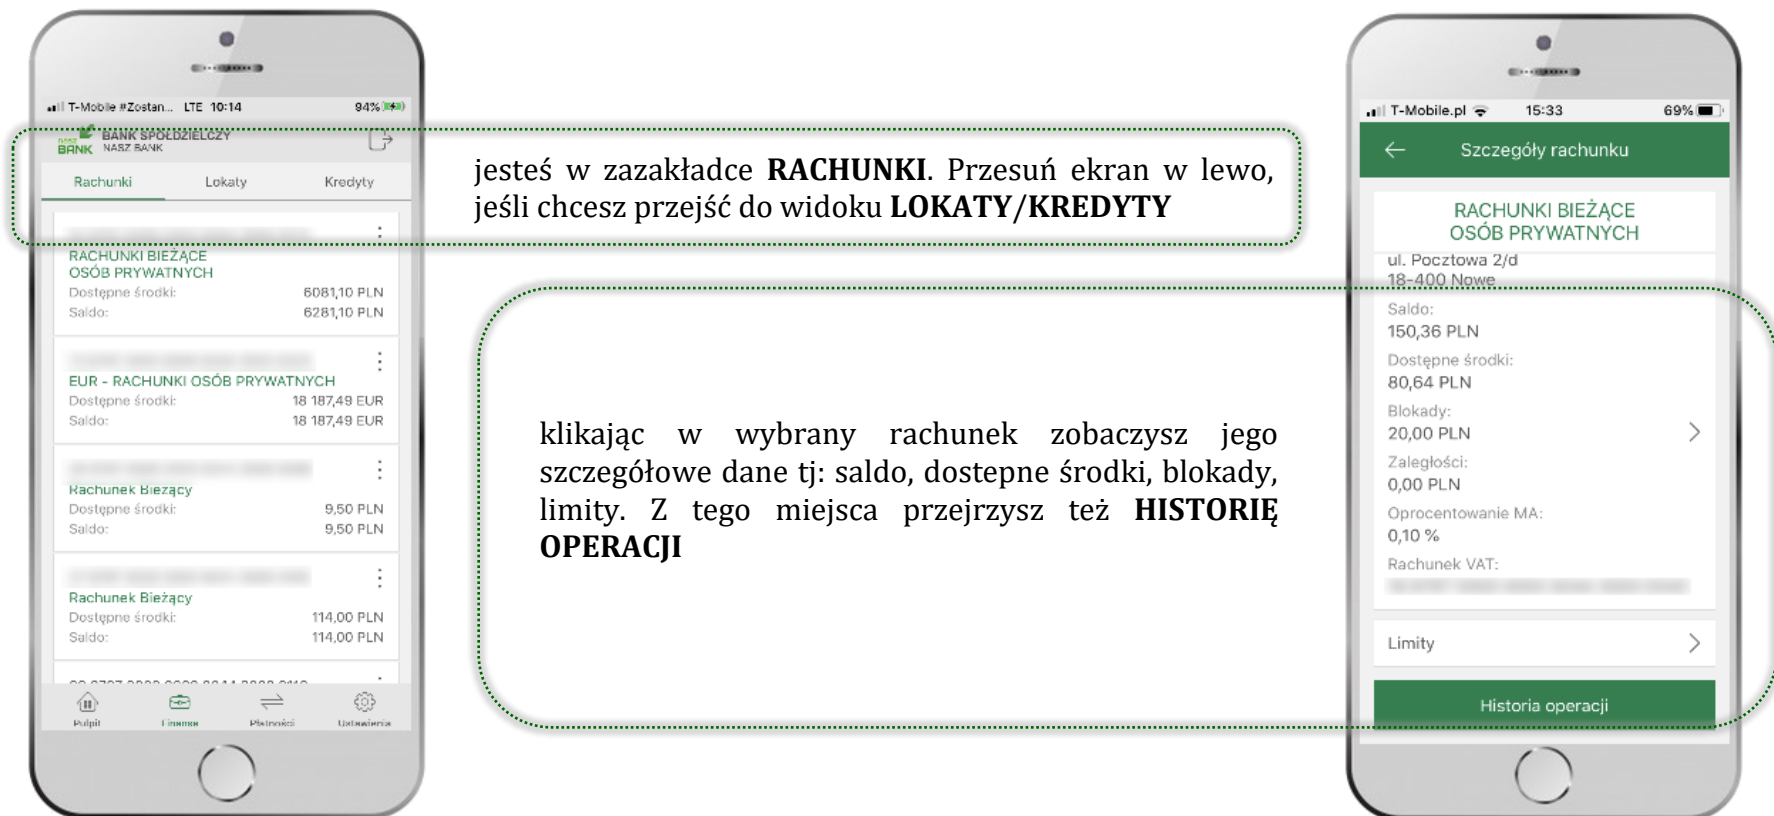 T-Mobile #Zostan... LTE 10:14 94%
nasz BANK
BANK SPÓŁDZIELCZY
NASZ BANK
Rachunki Lokaty Kredyty
RACHUNKI BIEŻĄCE
OSÓB PRYWATNYCH
Dostępne środki: 6081,10 PLN
Saldo: 6281,10 PLN
EUR - RACHUNKI OSÓB PRYWATNYCH
Dostępne środki: 18 187,49 EUR
Saldo: 18 187,49 EUR
Rachunek Bieżący
Dostępne środki: 9,50 PLN
Saldo: 9,50 PLN
Rachunek Bieżący
Dostępne środki: 114,00 PLN
Saldo: 114,00 PLN
Pulpit Finanse Płatności Ustawienia
jesteś w zazakładce RACHUNKI. Przesuń ekran w lewo,
jeśli chcesz przejść do widoku LOKATY/KREDYTY
klikając w wybrany rachunek zobaczysz jego
szczegółowe dane tj: saldo, dostepne środki, blokady,
limity. Z tego miejsca przejrzysz też HISTORIĘ
OPERACJI
T-Mobile.pl 15:33 69%
Szczegóły rachunku
RACHUNKI BIEŻĄCE
OSÓB PRYWATNYCH
ul. Pocztowa 2/d
18-400 Nowe
Saldo:
150,36 PLN
Dostępne środki:
80,64 PLN
Blokady:
20,00 PLN
Zaległości:
0,00 PLN
Oprocentowanie MA:
0,10 %
Rachunek VAT:
Limity
Historia operacji